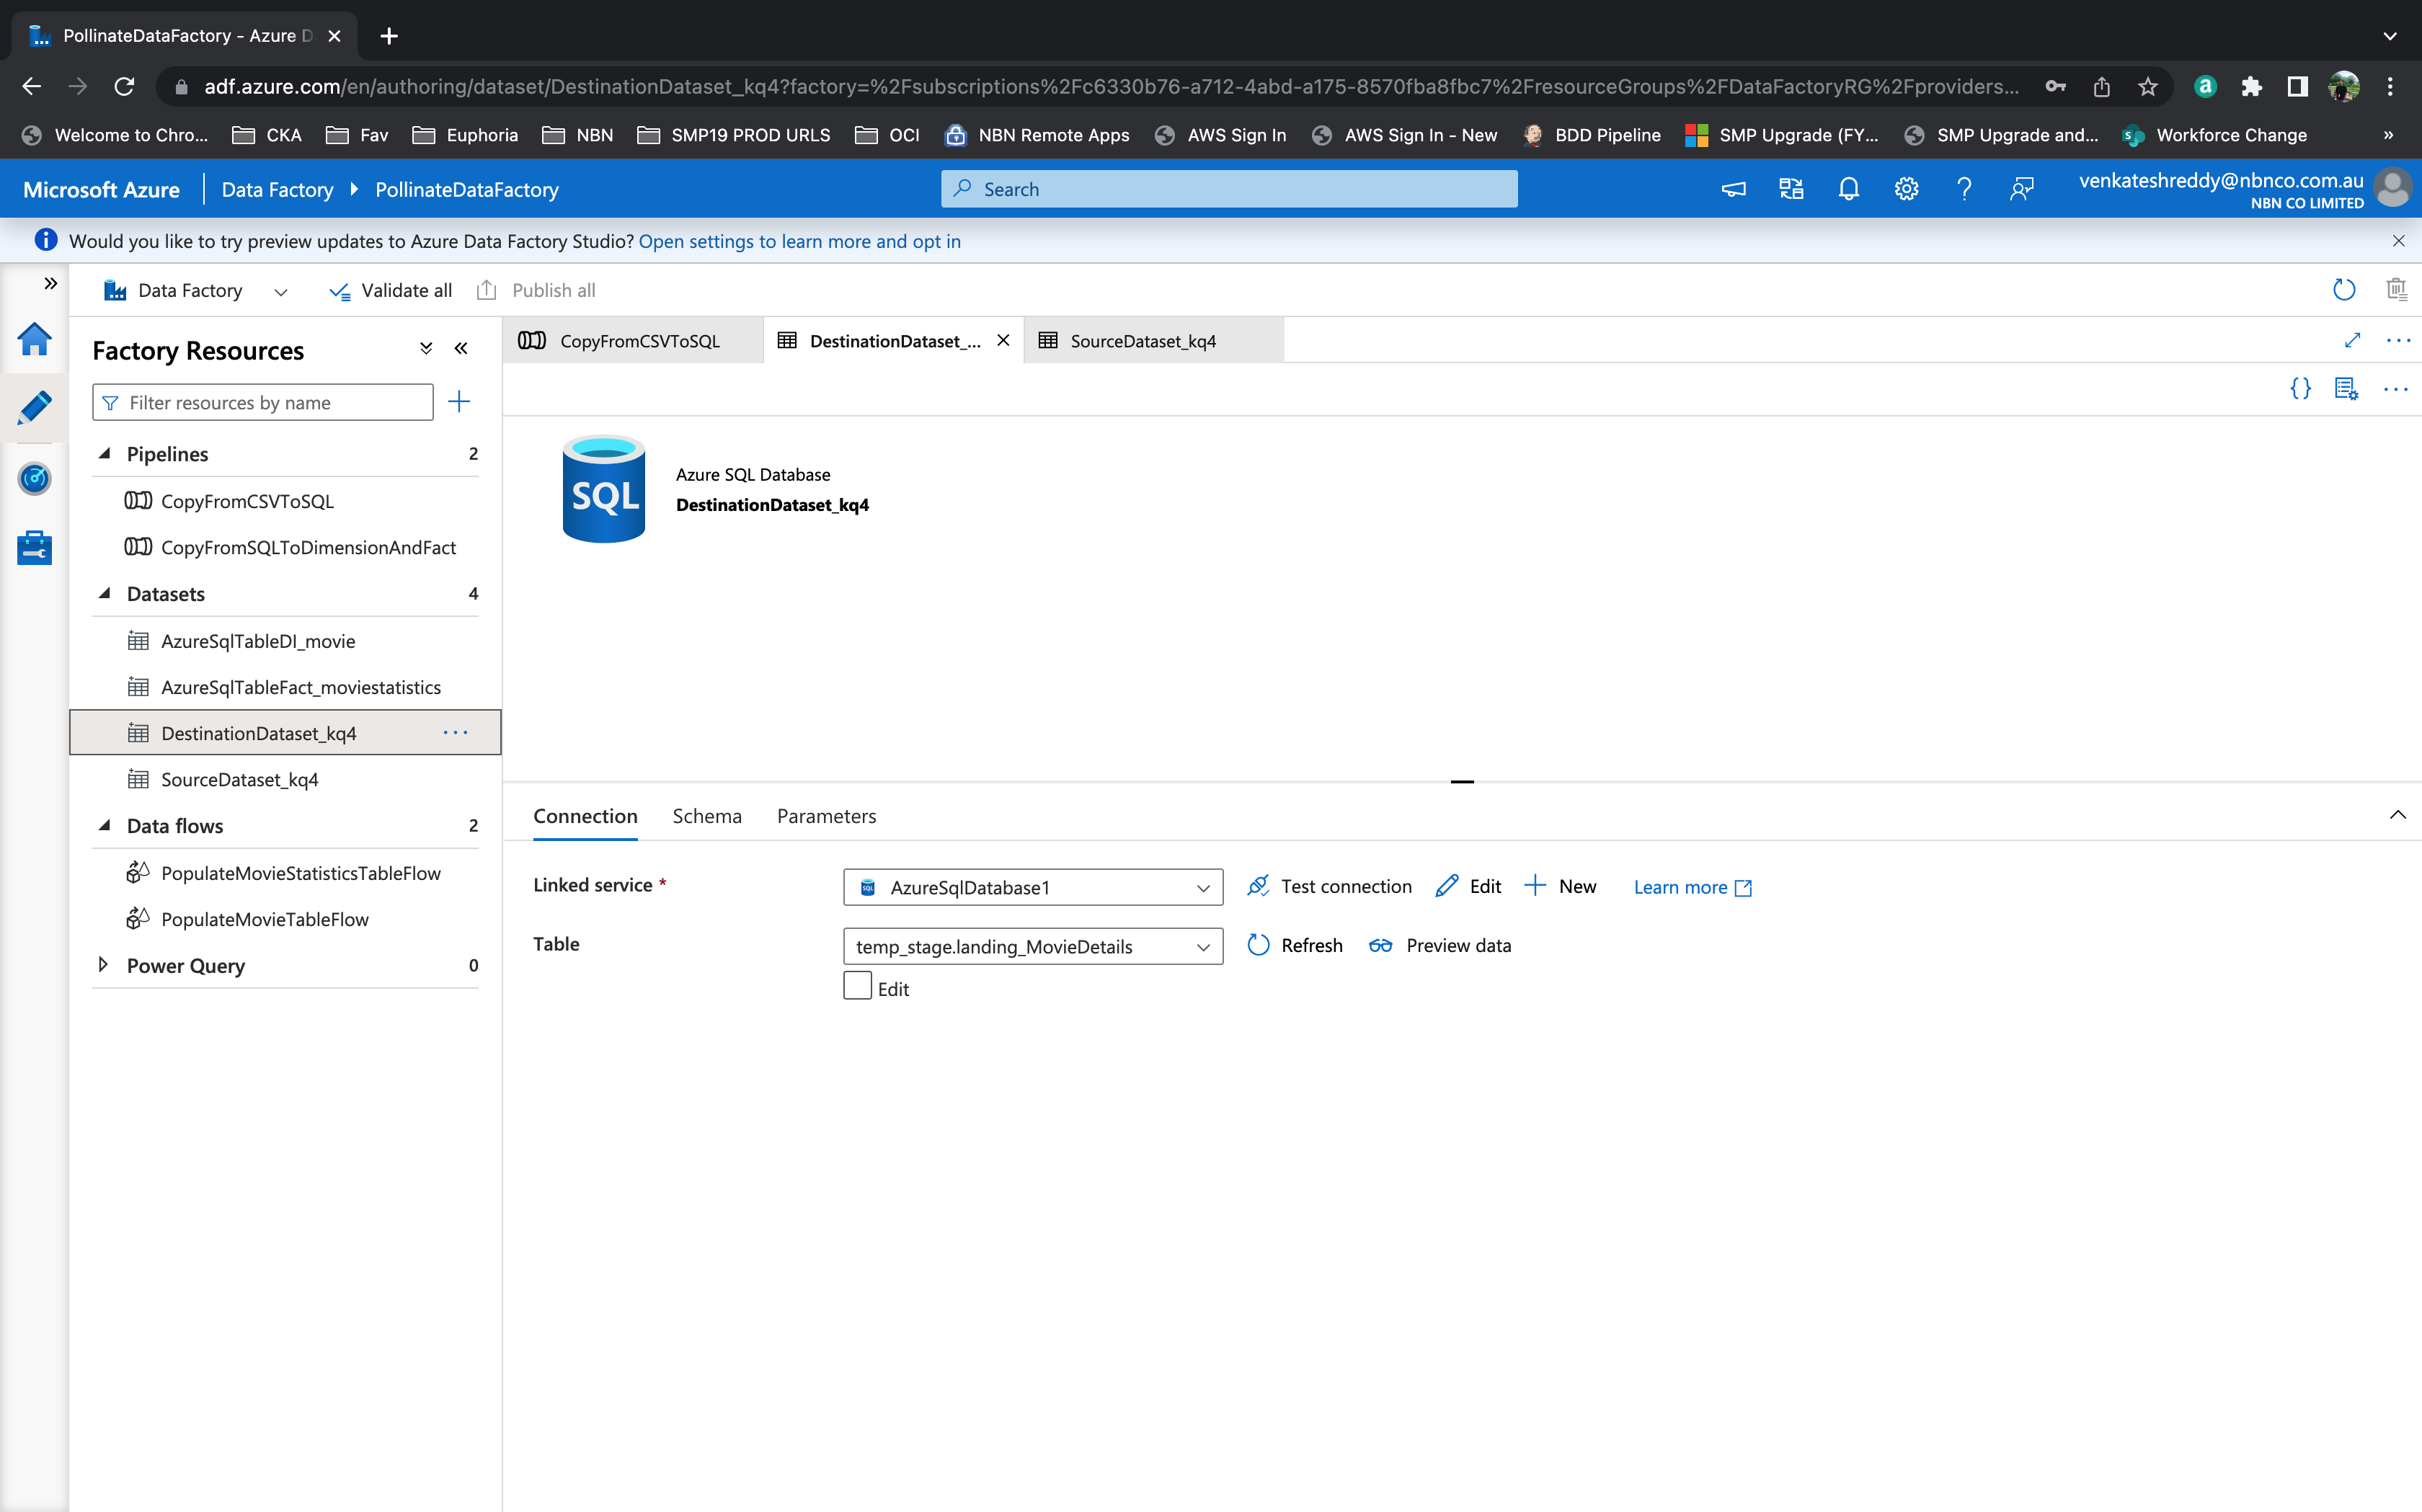 PollinateDataFactory - Azure D
adf.azure.com/en/authoring/dataset/DestinationDataset_kq4?factory=%2Fsubscriptions%2Fc6330b76-a712-4abd-a175-8570fba8fbc7%2FresourceGroups%2FDataFactoryRG%2Fproviders...
Welcome to Chro... CKA Fav Euphoria NBN SMP19 PROD URLS OCI NBN Remote Apps AWS Sign In AWS Sign In - New BDD Pipeline SMP Upgrade (FY... SMP Upgrade and... Workforce Change »
Microsoft Azure Data Factory PollinateDataFactory Search venkateshreddy@nbnco.com.au
NBN CO LIMITED
Would you like to try preview updates to Azure Data Factory Studio? Open settings to learn more and opt in
Data Factory Validate all Publish all
Factory Resources
Filter resources by name
Pipelines 2
CopyFromCSVToSQL
CopyFromSQLToDimensionAndFact
Datasets 4
AzureSqlTableDI_movie
AzureSqlTableFact_moviestatistics
DestinationDataset_kq4
SourceDataset_kq4
Data flows 2
PopulateMovieStatisticsTableFlow
PopulateMovieTableFlow
Power Query 0
CopyFromCSVToSQL DestinationDataset_... SourceDataset_kq4
SQL
Azure SQL Database
DestinationDataset_kq4
Connection Schema Parameters
Linked service * AzureSqlDatabase1 Test connection Edit New Learn more
Table temp_stage.landing_MovieDetails Refresh Preview data
Edit